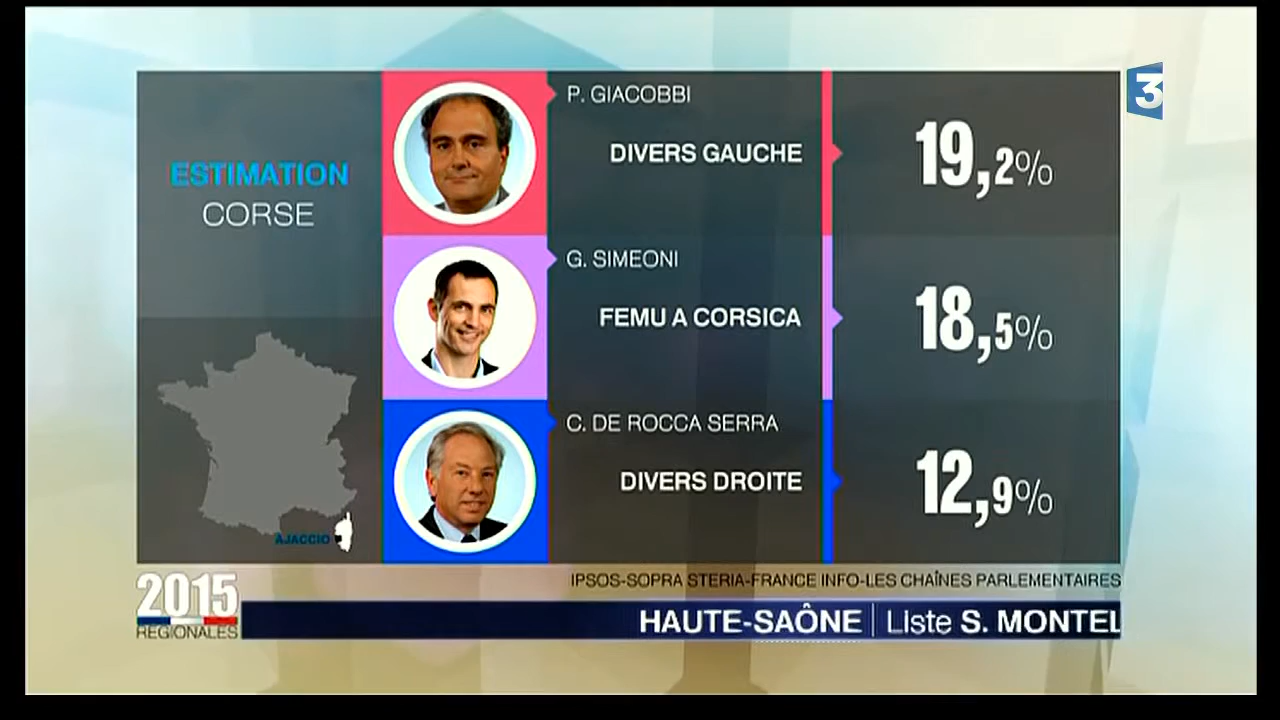 3
ESTIMATION
CORSE
P. GIACOBBI
DIVERS GAUCHE
19,2%
G. SIMEONI
FEMU A CORSICA
18,5%
C. DE ROCCA SERRA
DIVERS DROITE
12,9%
AJACCIO
IPSOS-SOPRA STERIA-FRANCE INFO-LES CHAÎNES PARLEMENTAIRES
2015
REGIONALES
HAUTE-SAÔNE | Liste S. MONTEL